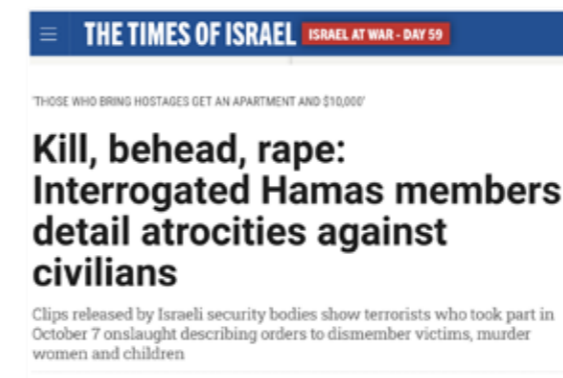 THE TIMES OF ISRAEL ISRAEL AT WAR - DAY 59
'THOSE WHO BRING HOSTAGES GET AN APARTMENT AND $10,000'
Kill, behead, rape:
Interrogated Hamas members
detail atrocities against
civilians
Clips released by Israeli security bodies show terrorists who took part in
October 7 onslaught describing orders to dismember victims, murder
women and children